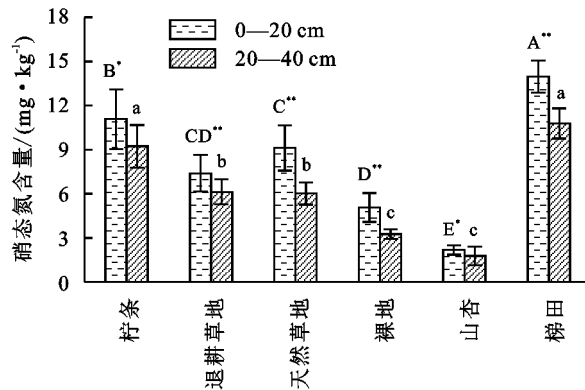 硝态氮含量/(mg·kg⁻¹)
18
15
12
9
6
3
0
0—20 cm
20—40 cm
B* a
CD** b
C** b
D** c
E* c
A** a
柠条
退耕草地
天然草地
裸地
山杏
梯田